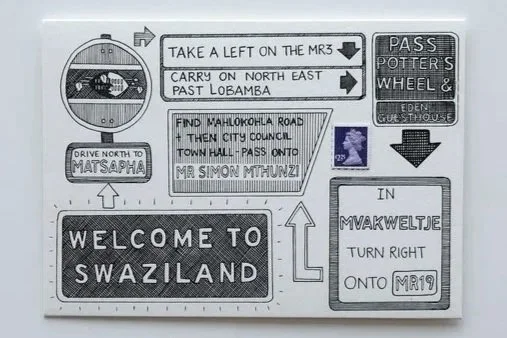 TAKE A LEFT ON THE MR3
CARRY ON NORTH EAST
PAST LOBAMBA
PASS
POTTER'S
WHEEL &
EDEN
GUESTHOUSE
DRIVE NORTH TO
MATSAPHA
FIND MAHLOKOHLA ROAD
+ THEN CITY COUNCIL
TOWN HALL - PASS ONTO
MR SIMON MTHUNZI
WELCOME TO
SWAZILAND
IN
MVAKWELTJE
TURN RIGHT
ONTO MR19